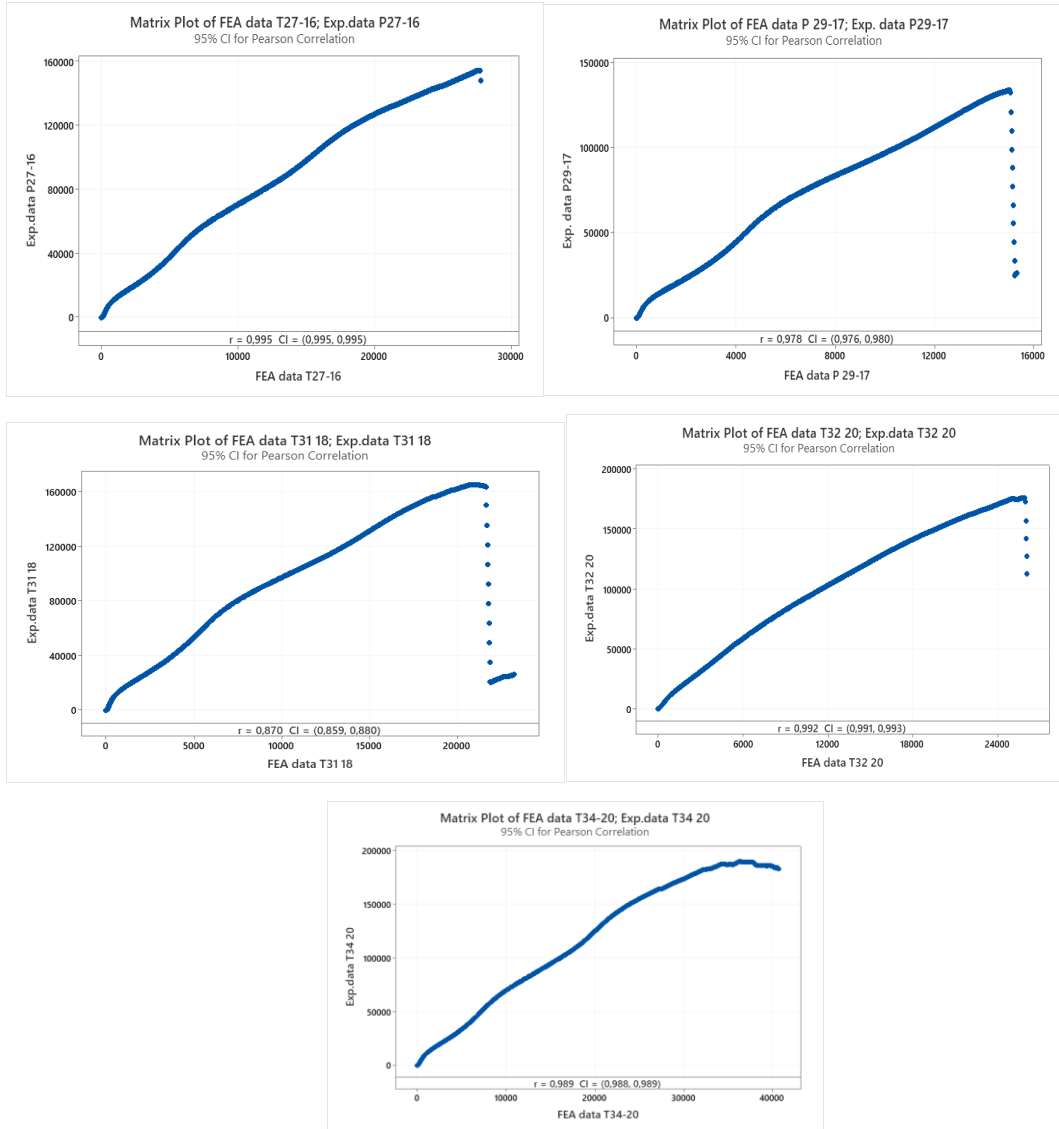 Matrix Plot of FEA data T27-16; Exp.data P27-16
95% CI for Pearson Correlation
160000
120000
80000
40000
0
Exp.data P27-16
r = 0,995 CI = (0,995, 0,995)
0 10000 20000 30000
FEA data T27-16
Matrix Plot of FEA data P 29-17; Exp. data P29-17
95% CI for Pearson Correlation
150000
100000
50000
0
Exp. data P29-17
r = 0,978 CI = (0,976, 0,980)
0 4000 8000 12000 16000
FEA data P 29-17
Matrix Plot of FEA data T31 18; Exp.data T31 18
95% CI for Pearson Correlation
160000
120000
80000
40000
0
Exp.data T31 18
r = 0,870 CI = (0,859, 0,880)
0 5000 10000 15000 20000
FEA data T31 18
Matrix Plot of FEA data T32 20; Exp.data T32 20
95% CI for Pearson Correlation
200000
150000
100000
50000
0
Exp.data T32 20
r = 0,992 CI = (0,991, 0,993)
0 6000 12000 18000 24000
FEA data T32 20
Matrix Plot of FEA data T34-20; Exp.data T34 20
95% CI for Pearson Correlation
200000
150000
100000
50000
0
Exp.data T34 20
r = 0,989 CI = (0,988, 0,989)
0 10000 20000 30000 40000
FEA data T34-20